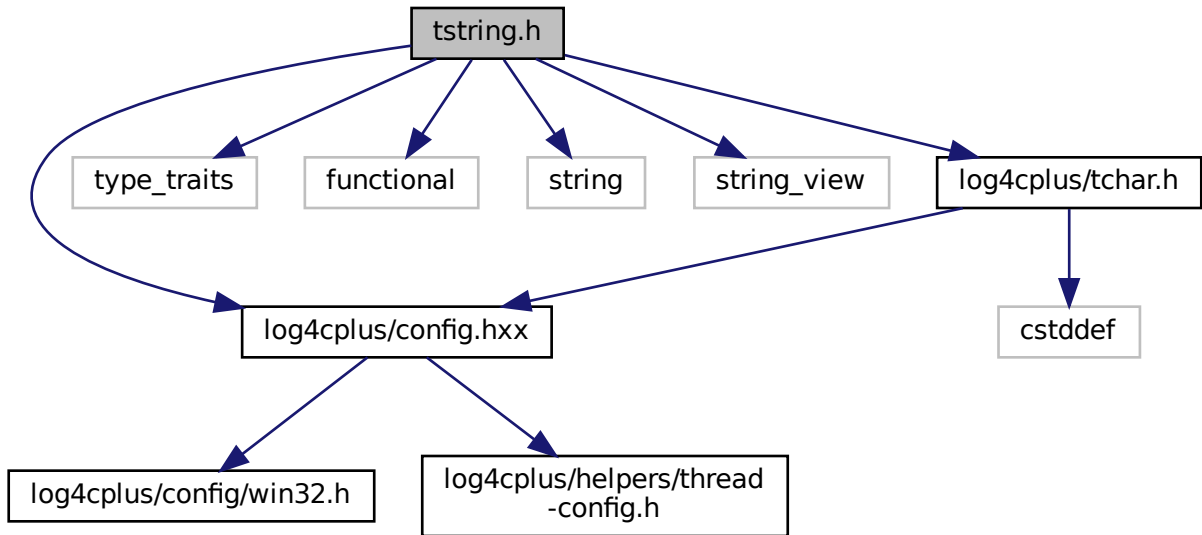 tstring.h
type_traits
functional
string
string_view
log4cplus/tchar.h
log4cplus/config.hxx
cstddef
log4cplus/config/win32.h
log4cplus/helpers/thread
-config.h